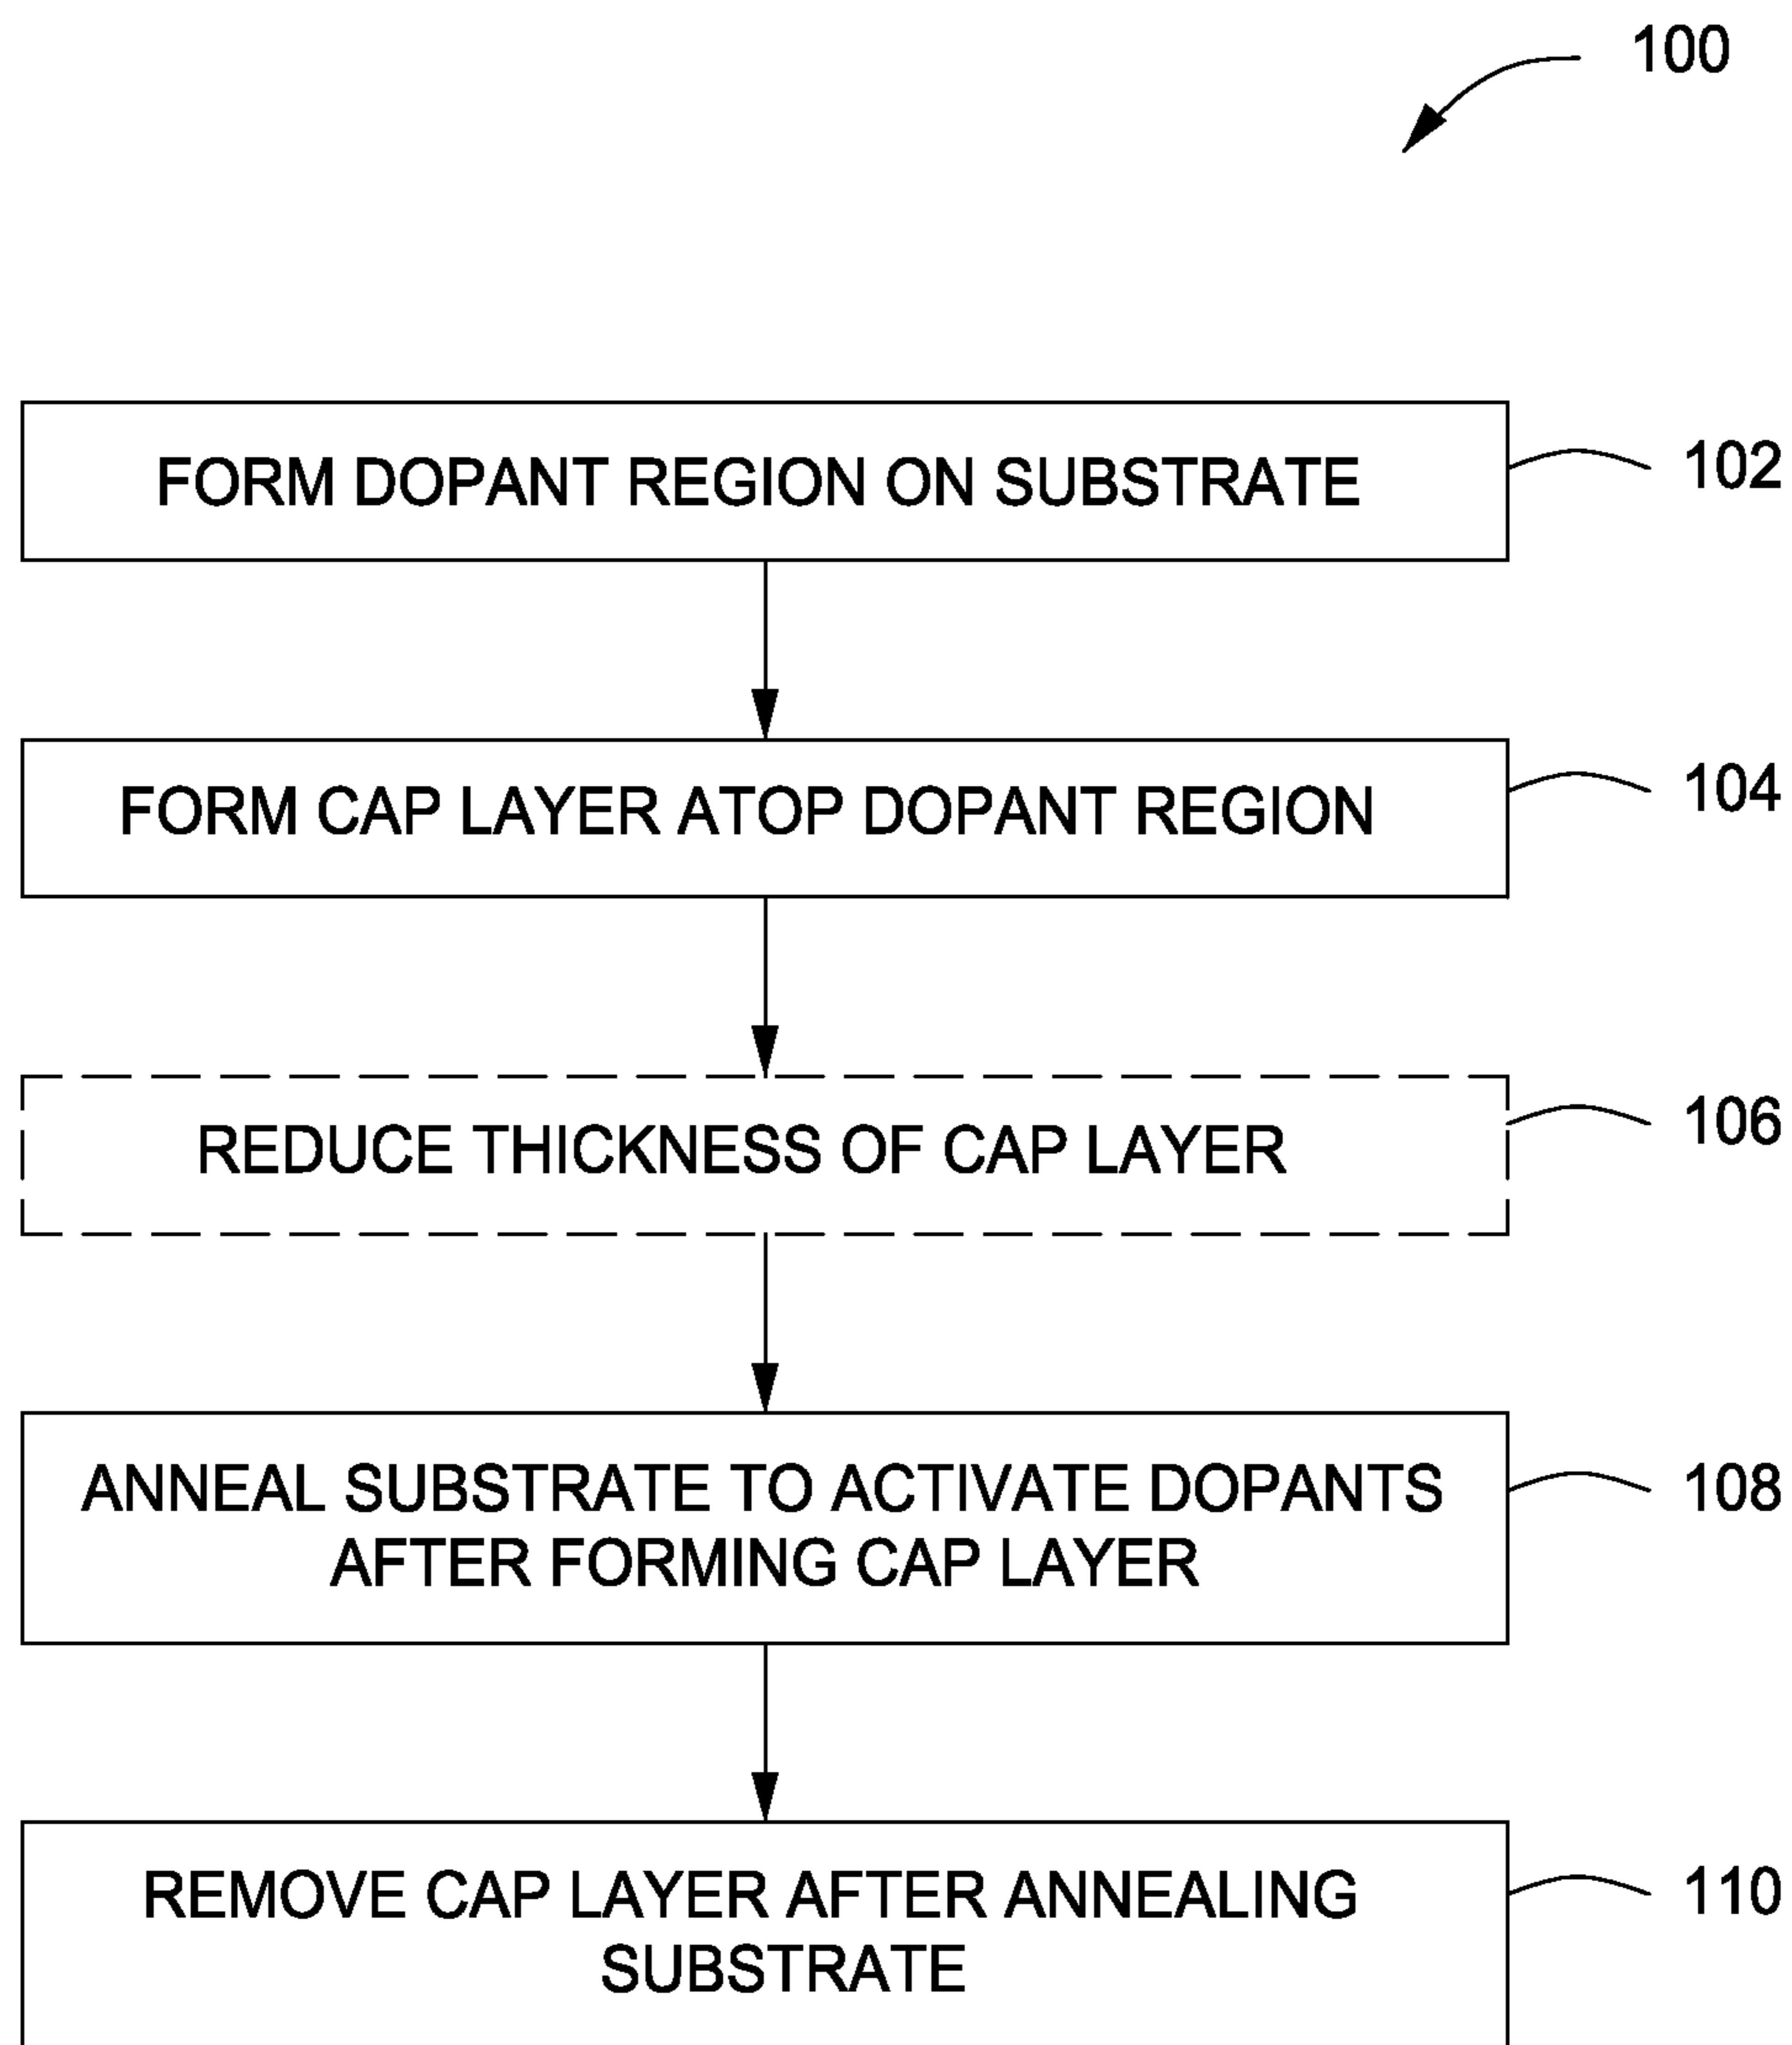 100
FORM DOPANT REGION ON SUBSTRATE
102
FORM CAP LAYER ATOP DOPANT REGION
104
REDUCE THICKNESS OF CAP LAYER
106
ANNEAL SUBSTRATE TO ACTIVATE DOPANTS
AFTER FORMING CAP LAYER
108
REMOVE CAP LAYER AFTER ANNEALING
SUBSTRATE
110